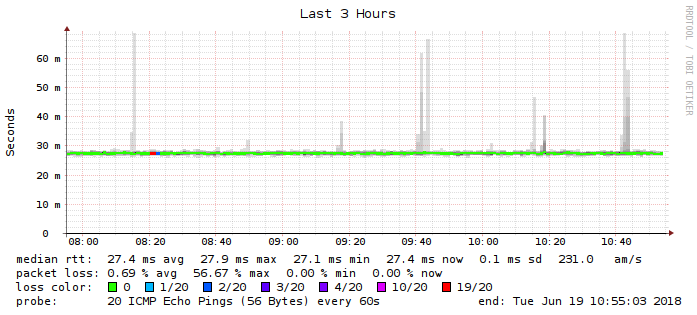 Last 3 Hours
RRDTOOL / TOBI OETIKER
Seconds
60 m
50 m
40 m
30 m
20 m
10 m
0
08:00 08:20 08:40 09:00 09:20 09:40 10:00 10:20 10:40
median rtt: 27.4 ms avg 27.9 ms max 27.1 ms min 27.4 ms now 0.1 ms sd 231.0 am/s
packet loss: 0.69 % avg 56.67 % max 0.00 % min 0.00 % now
loss color: 0 1/20 2/20 3/20 4/20 10/20 19/20
probe: 20 ICMP Echo Pings (56 Bytes) every 60s end: Tue Jun 19 10:55:03 2018